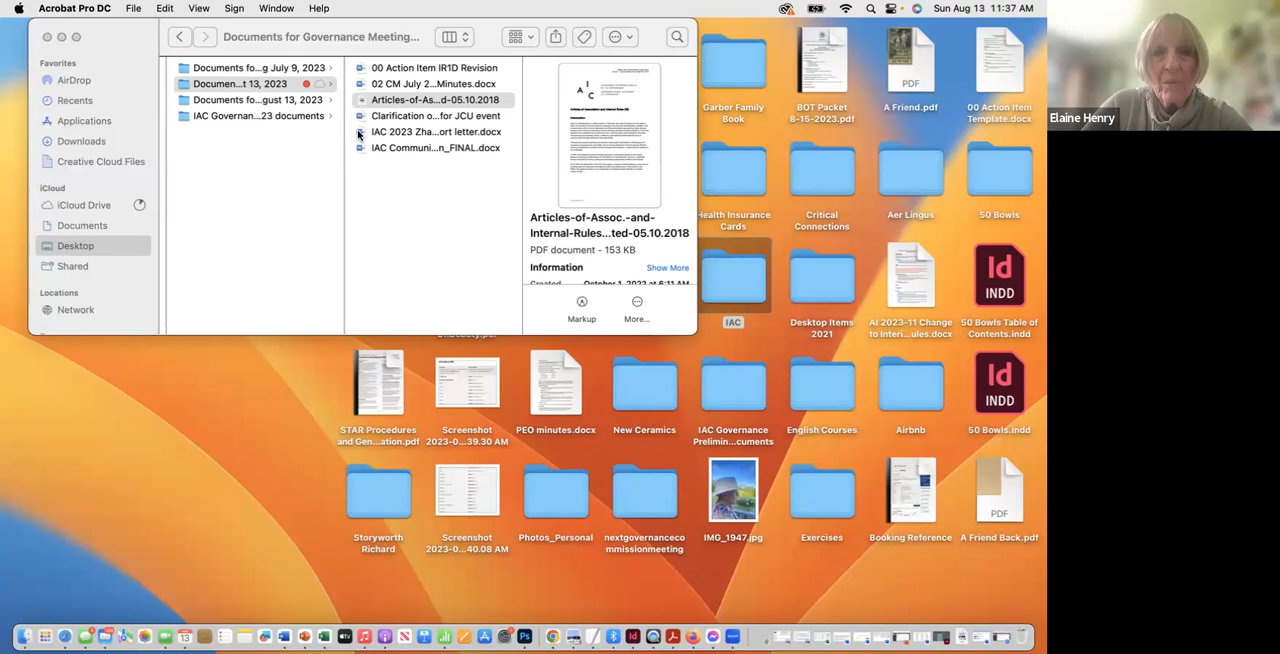 Acrobat Pro DC File Edit View Sign Window Help
Sun Aug 13 11:37 AM
Documents for Governance Meeting...
Favorites
AirDrop
Recents
Applications
Downloads
Creative Cloud Files
iCloud
iCloud Drive
Documents
Desktop
Shared
Locations
Network
Documents fo...g July 2023
Documen...t 13, 2023
Documents fo...gust 13, 2023
IAC Governan...23 documents
00 Action Item IR1D Revision
02 CM July 2...Minute.docx
Articles-of-As...d-05.10.2018
Clarification o...for JCU event
IAC 2023 Zha...ort letter.docx
IAC Communi...n_FINAL.docx
Articles-of-Assoc.-and-
Internal-Rules...ted-05.10.2018
PDF document - 153 KB
Information Show More
Markup More...
Garber Family
Book
BOT Packet
8-15-2023.pdf
PDF
A Friend.pdf
00 Action Item
Template.docx
Health Insurance
Cards
Critical
Connections
Aer Lingus
50 Bowls
IAC
Desktop Items
2021
AI 2023-11 Change
to Interi...ules.docx
Id
INDD
50 Bowls Table of
Contents.indd
STAR Procedures
and Gen...ation.pdf
Screenshot
2023-0...39.30 AM
PEO minutes.docx
New Ceramics
IAC Governance
Prelimin...cuments
English Courses
Airbnb
Id
INDD
50 Bowls.indd
Storyworth
Richard
Screenshot
2023-0...40.08 AM
Photos_Personal
nextgovernanceco
mmissionmeeting
IMG_1947.jpg
Exercises
Booking Reference
PDF
A Friend Back.pdf
Elaine Henry